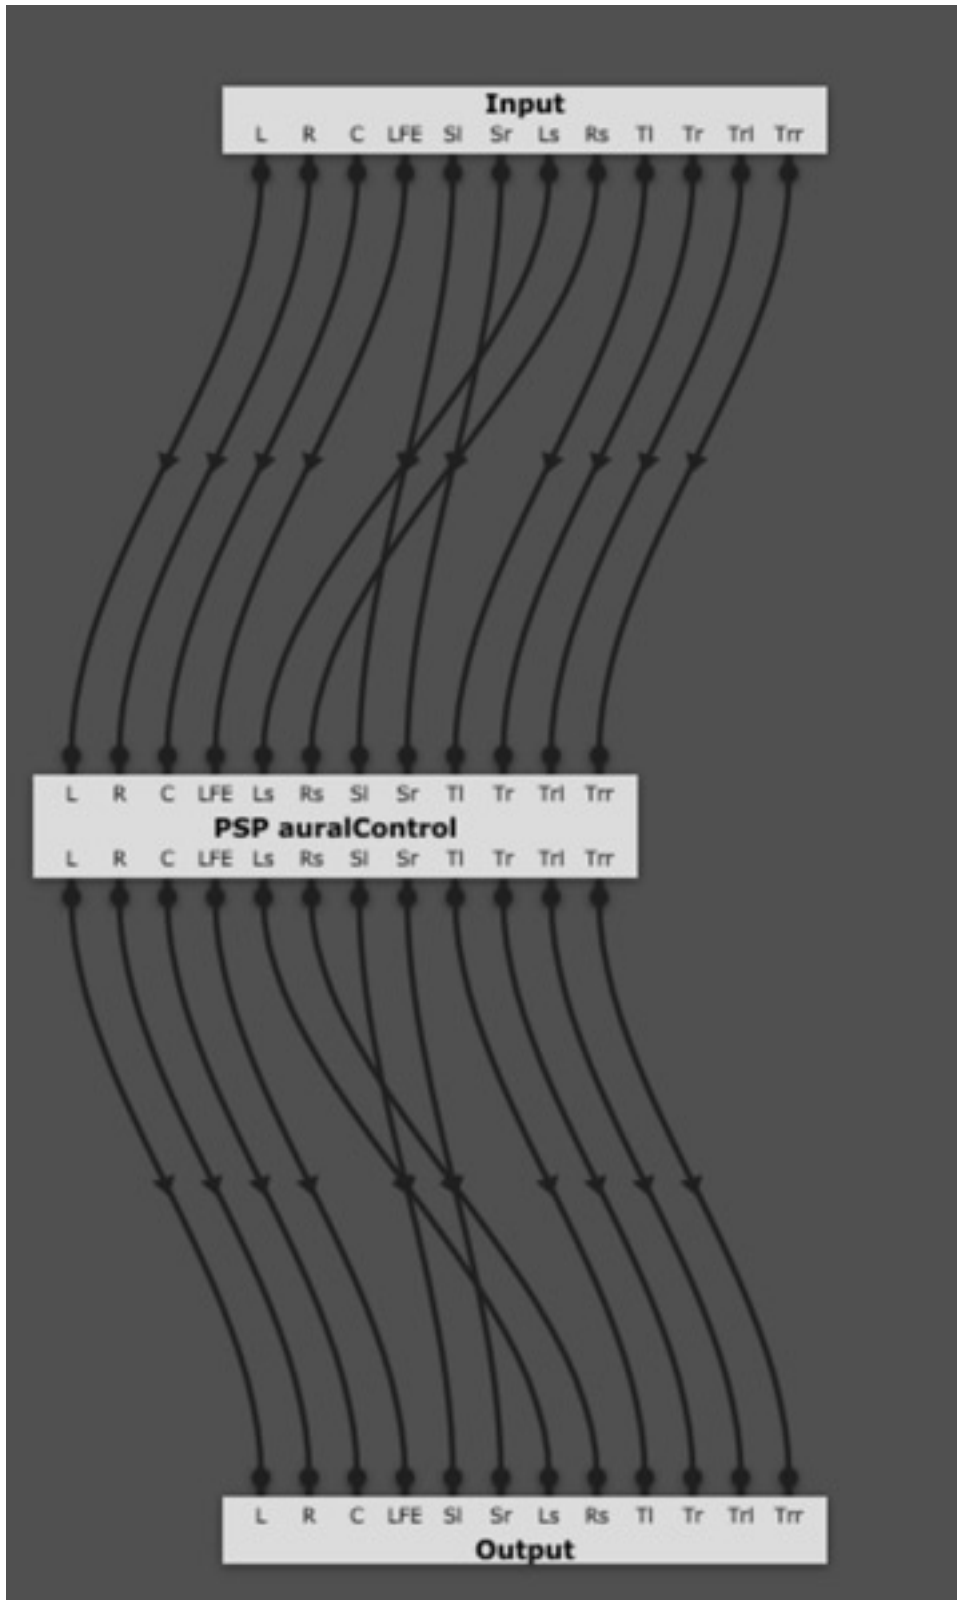 Input
L R C LFE Sl Sr Ls Rs Tl Tr Trl Trr
L R C LFE Ls Rs Sl Sr Tl Tr Trl Trr
PSP auralControl
L R C LFE Ls Rs Sl Sr Tl Tr Trl Trr
L R C LFE Sl Sr Ls Rs Tl Tr Trl Trr
Output